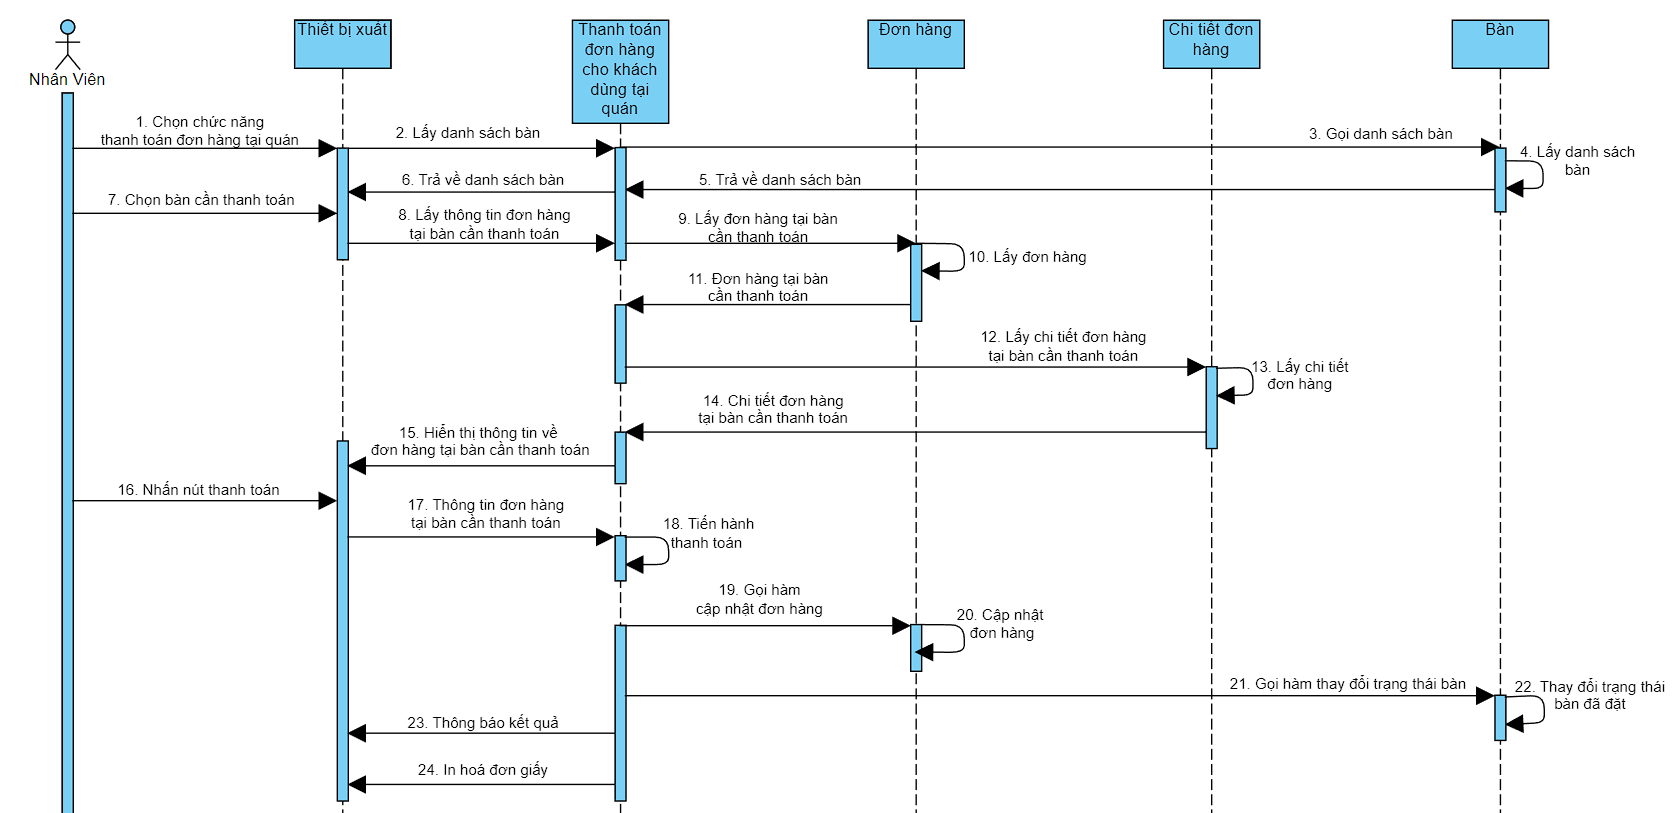 Nhân Viên
Thiết bị xuất
Thanh toán
đơn hàng
cho khách
dùng tại
quán
Đơn hàng
Chi tiết đơn
hàng
Bàn
1. Chọn chức năng
thanh toán đơn hàng tại quán
2. Lấy danh sách bàn
3. Gọi danh sách bàn
4. Lấy danh sách
bàn
5. Trả về danh sách bàn
6. Trả về danh sách bàn
7. Chọn bàn cần thanh toán
8. Lấy thông tin đơn hàng
tại bàn cần thanh toán
9. Lấy đơn hàng tại bàn
cần thanh toán
10. Lấy đơn hàng
11. Đơn hàng tại bàn
cần thanh toán
12. Lấy chi tiết đơn hàng
tại bàn cần thanh toán
13. Lấy chi tiết
đơn hàng
14. Chi tiết đơn hàng
tại bàn cần thanh toán
15. Hiển thị thông tin về
đơn hàng tại bàn cần thanh toán
16. Nhấn nút thanh toán
17. Thông tin đơn hàng
tại bàn cần thanh toán
18. Tiến hành
thanh toán
19. Gọi hàm
cập nhật đơn hàng
20. Cập nhật
đơn hàng
21. Gọi hàm thay đổi trạng thái bàn
22. Thay đổi trạng thái
bàn đã đặt
23. Thông báo kết quả
24. In hoá đơn giấy